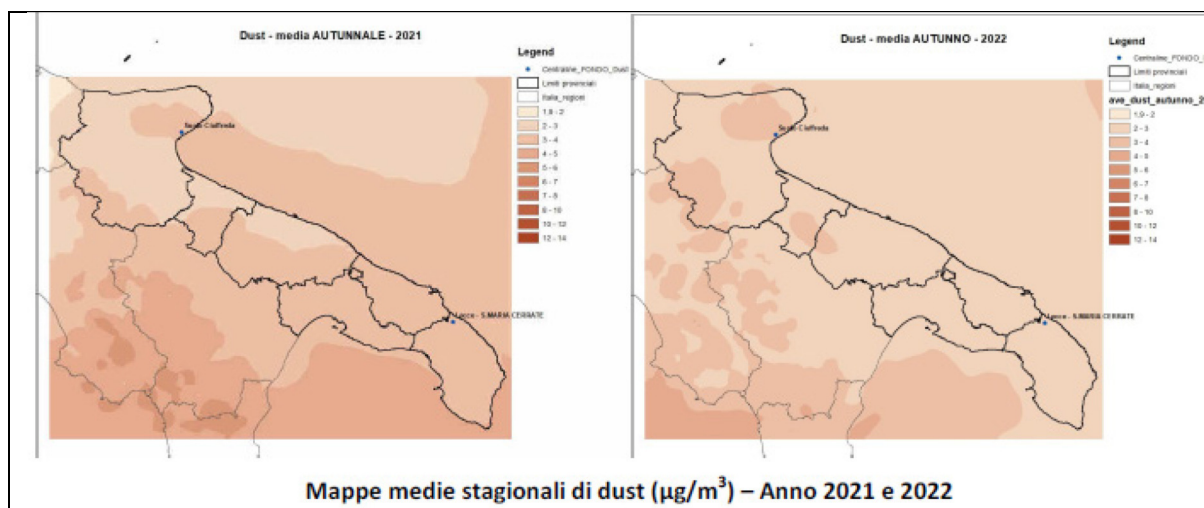 Dust - media AUTUNNALE - 2021
Legend
Centraline_FONDO_Dust
Limiti provinciali
Italia_regioni
1,9 - 2
2 - 3
3 - 4
4 - 5
5 - 6
6 - 7
7 - 8
8 - 10
10 - 12
12 - 14
Lecce - S.MARIA CERRATE
Dust - media AUTUNNO - 2022
Legend
Centraline_FONDO_
Limiti provinciali
Italia_regioni
ave_dust_autunno_2
1,9 - 2
2 - 3
3 - 4
4 - 5
5 - 6
6 - 7
7 - 8
8 - 10
10 - 12
12 - 14
Lecce - S.MARIA CERRATE
Mappe medie stagionali di dust (µg/m³) – Anno 2021 e 2022